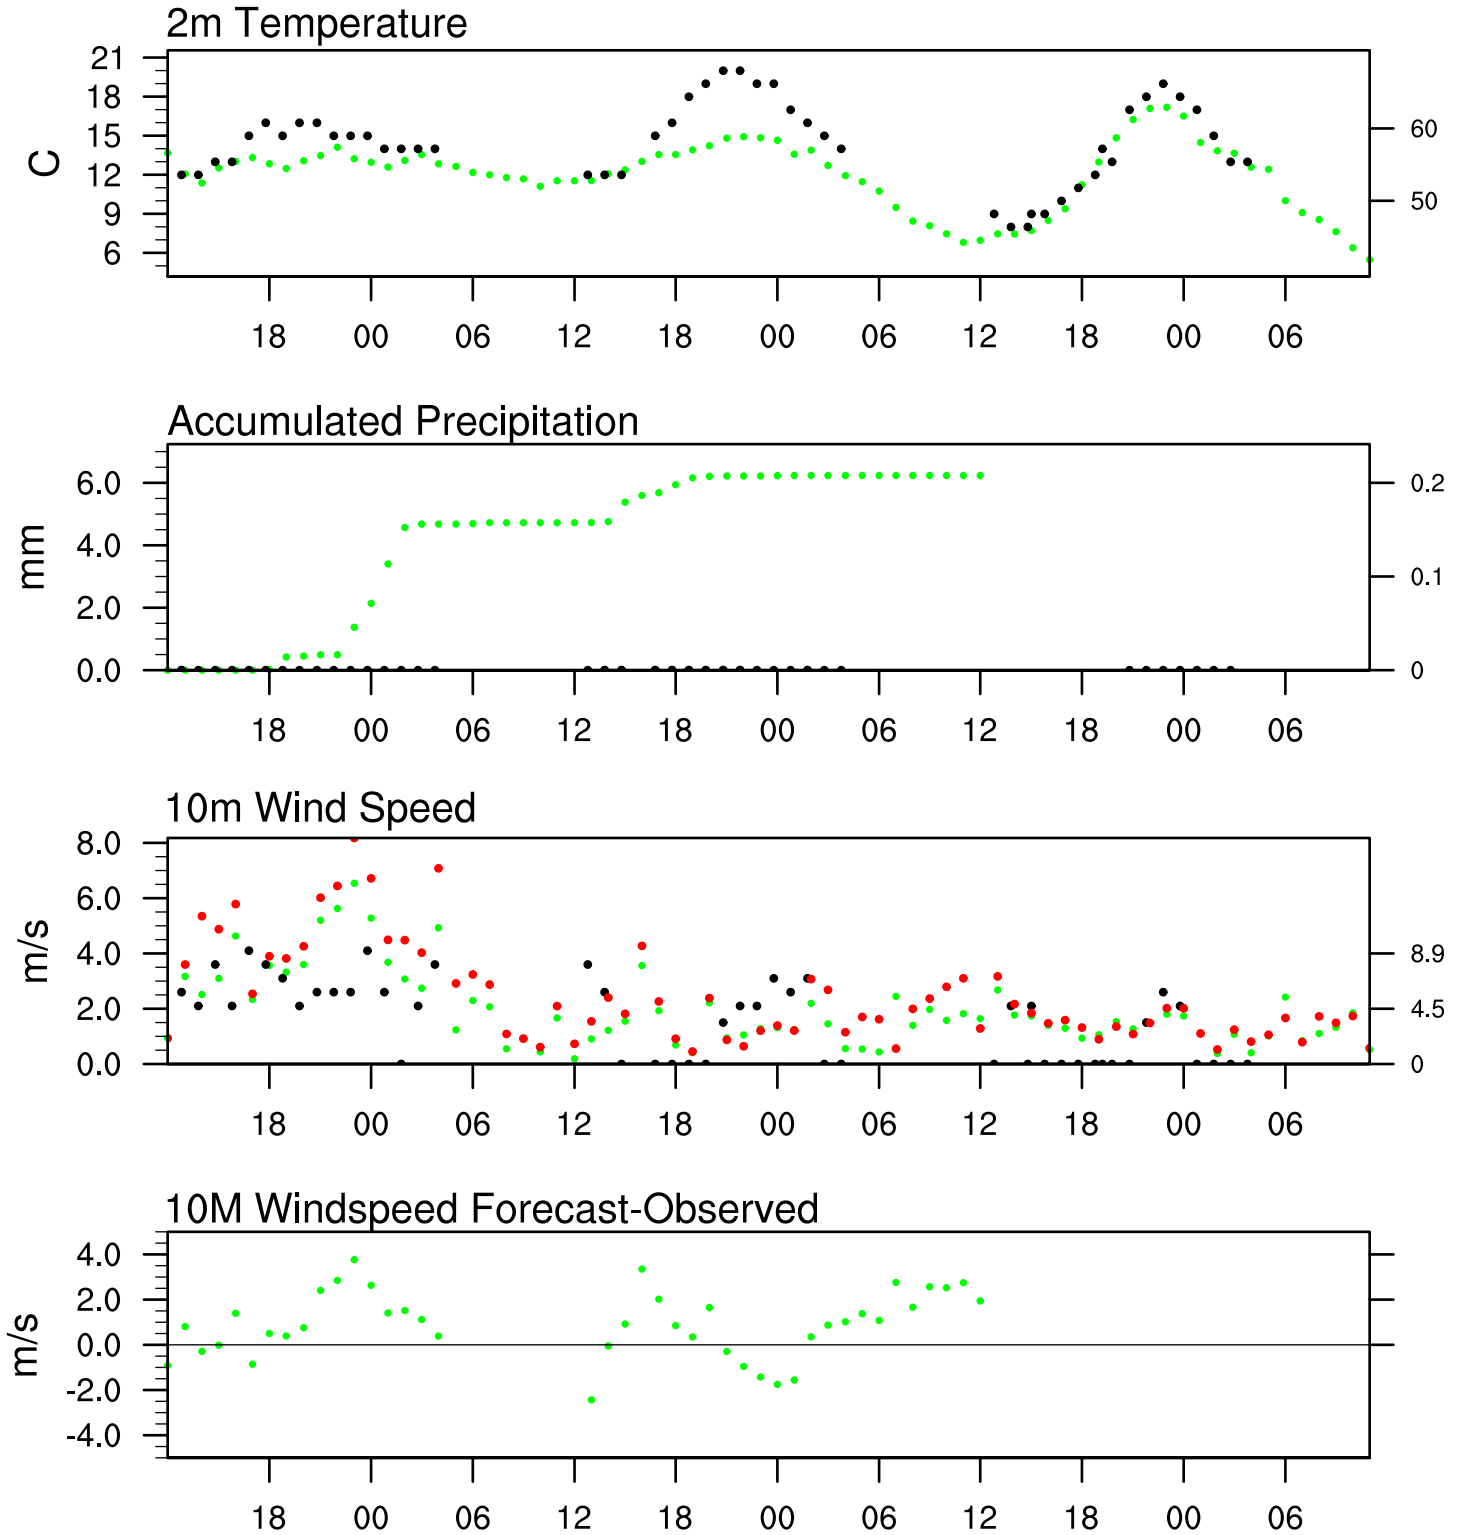 2m Temperature
21
18
15
12
9
6
C
60
50
18 00 06 12 18 00 06 12 18 00 06
Accumulated Precipitation
6.0
4.0
2.0
0.0
mm
0.2
0.1
0
18 00 06 12 18 00 06 12 18 00 06
10m Wind Speed
8.0
6.0
4.0
2.0
0.0
m/s
8.9
4.5
0
18 00 06 12 18 00 06 12 18 00 06
10M Windspeed Forecast-Observed
4.0
2.0
0.0
-2.0
-4.0
m/s
18 00 06 12 18 00 06 12 18 00 06